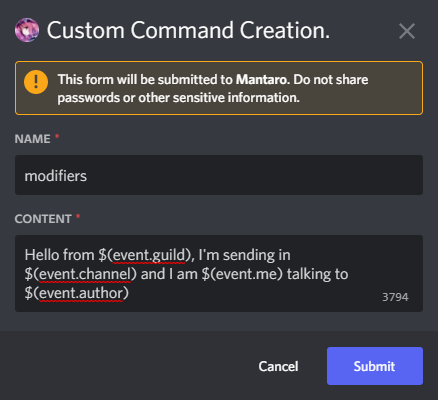 Custom Command Creation.
This form will be submitted to Mantaro. Do not share
passwords or other sensitive information.
NAME *
modifiers
CONTENT *
Hello from $(event.guild), I'm sending in
$(event.channel) and I am $(event.me) talking to
$(event.author)
3794
Cancel
Submit